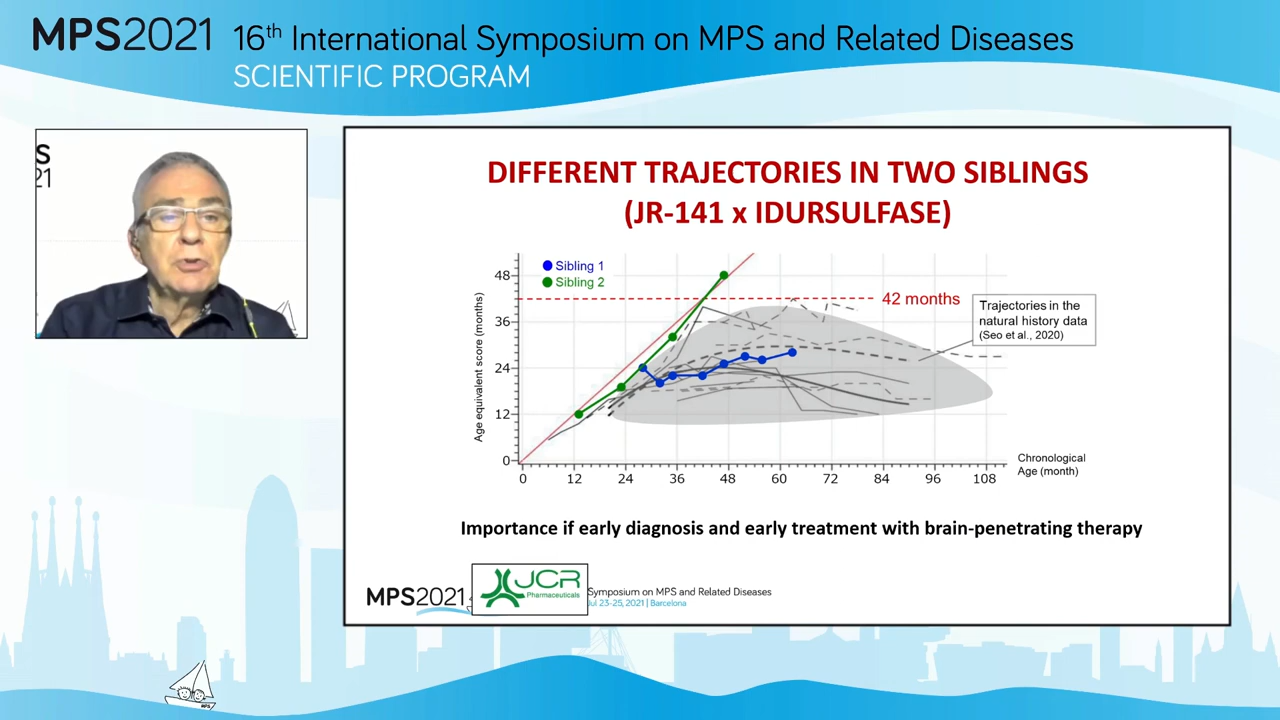 MPS2021 16th International Symposium on MPS and Related Diseases
SCIENTIFIC PROGRAM
S
21
DIFFERENT TRAJECTORIES IN TWO SIBLINGS
(JR-141 x IDURSULFASE)
Sibling 1
Sibling 2
42 months
Trajectories in the
natural history data
(Seo et al., 2020)
Age equivalent score (months)
48
36
24
12
0
0 12 24 36 48 60 72 84 96 108
Chronological
Age (month)
Importance if early diagnosis and early treatment with brain-penetrating therapy
MPS2021
JCR
Pharmaceuticals
Symposium on MPS and Related Diseases
Jul 23-25, 2021 | Barcelona
MPS